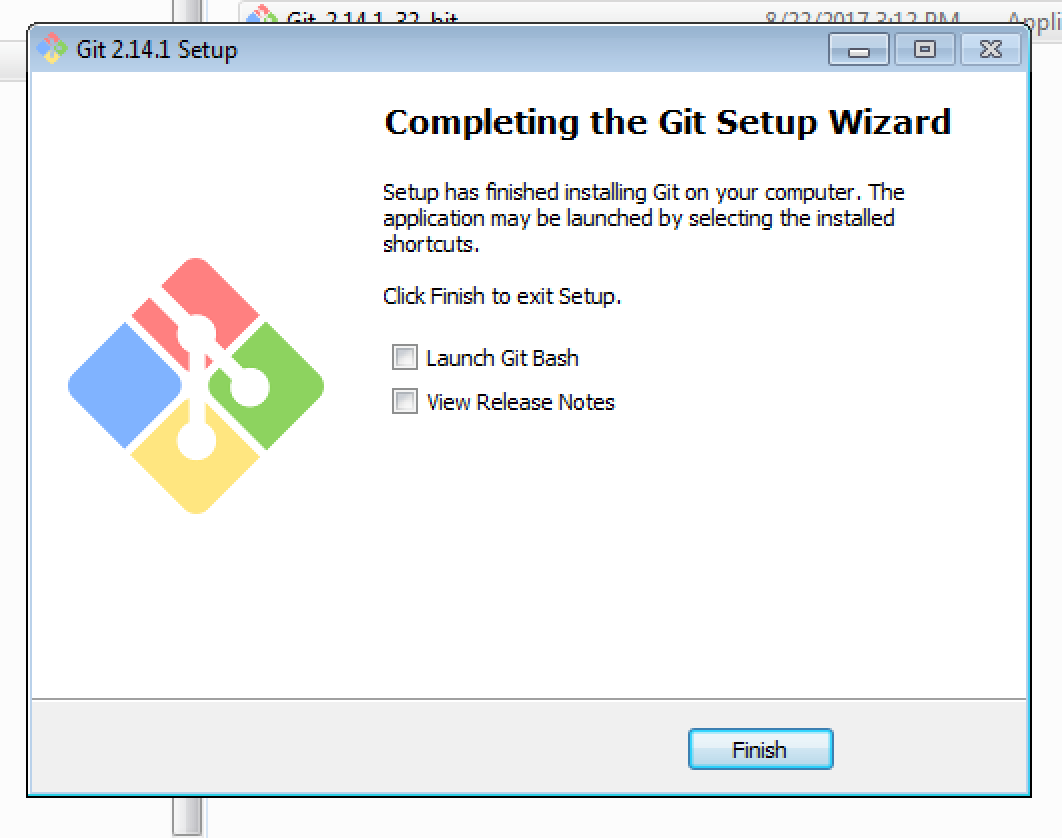 Git-2.14.1-32-bit 8/22/2017 3:12 PM Appli
Git 2.14.1 Setup
Completing the Git Setup Wizard
Setup has finished installing Git on your computer. The
application may be launched by selecting the installed
shortcuts.
Click Finish to exit Setup.
Launch Git Bash
View Release Notes
Finish